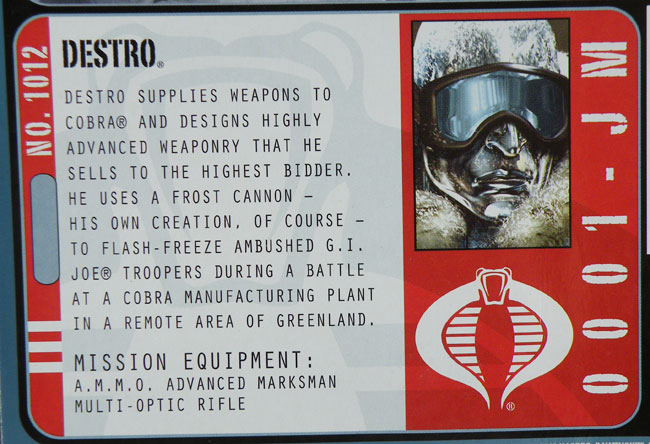 NO. 1012
DESTRO®
DESTRO SUPPLIES WEAPONS TO
COBRA® AND DESIGNS HIGHLY
ADVANCED WEAPONRY THAT HE
SELLS TO THE HIGHEST BIDDER.
HE USES A FROST CANNON –
HIS OWN CREATION, OF COURSE –
TO FLASH-FREEZE AMBUSHED G.I.
JOE® TROOPERS DURING A BATTLE
AT A COBRA MANUFACTURING PLANT
IN A REMOTE AREA OF GREENLAND.
MISSION EQUIPMENT:
A.M.M.O. ADVANCED MARKSMAN
MULTI-OPTIC RIFLE
®
0001-JM